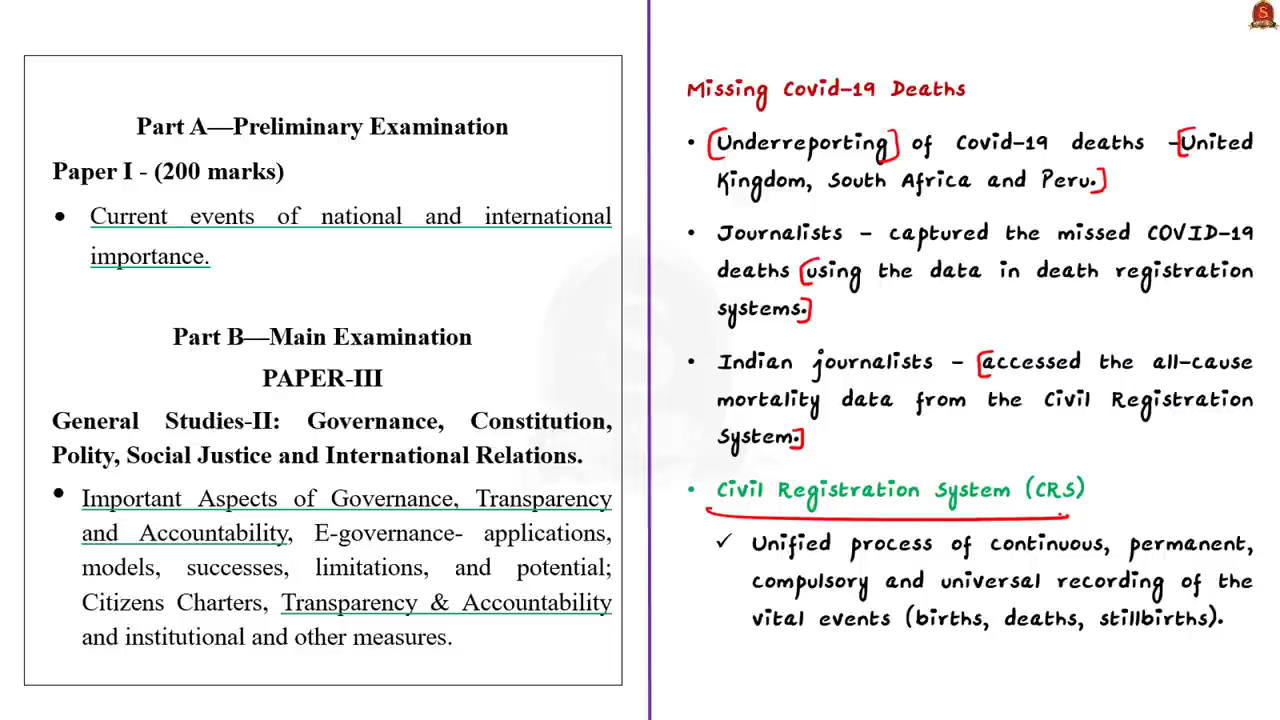 Part A—Preliminary Examination
Paper I - (200 marks)
• Current events of national and international
importance.
Part B—Main Examination
PAPER-III
General Studies-II: Governance, Constitution,
Polity, Social Justice and International Relations.
• Important Aspects of Governance, Transparency
and Accountability, E-governance- applications,
models, successes, limitations, and potential;
Citizens Charters, Transparency & Accountability
and institutional and other measures.
Missing Covid-19 Deaths
• Underreporting of Covid-19 deaths - United
Kingdom, South Africa and Peru.
• Journalists - captured the missed COVID-19
deaths using the data in death registration
systems.
• Indian journalists - accessed the all-cause
mortality data from the Civil Registration
System.
• Civil Registration System (CRS)
✓ Unified process of continuous, permanent,
compulsory and universal recording of the
vital events (births, deaths, stillbirths).